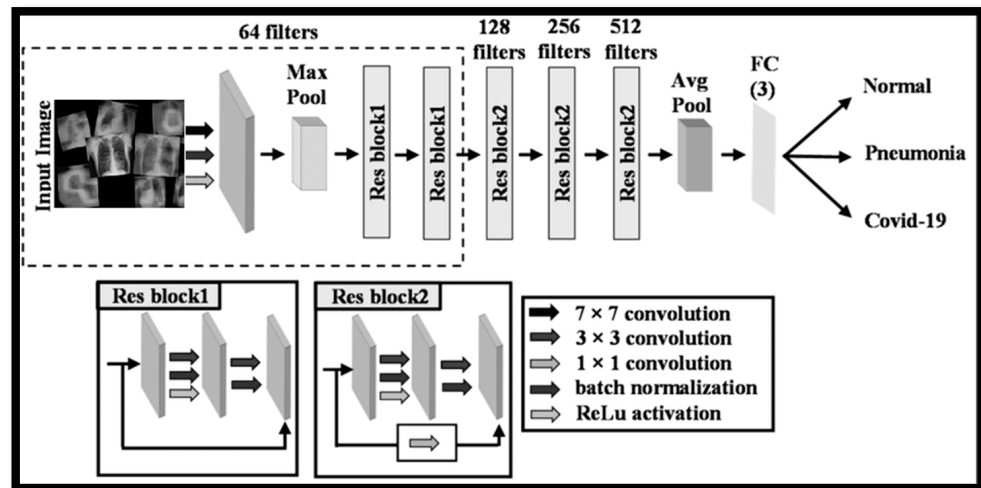 64 filters
128
filters
256
filters
512
filters
Input Image
Max
Pool
Res block1
Res block1
Res block2
Res block2
Res block2
Avg
Pool
FC
(3)
Normal
Pneumonia
Covid-19
Res block1
Res block2
7 × 7 convolution
3 × 3 convolution
1 × 1 convolution
batch normalization
ReLu activation